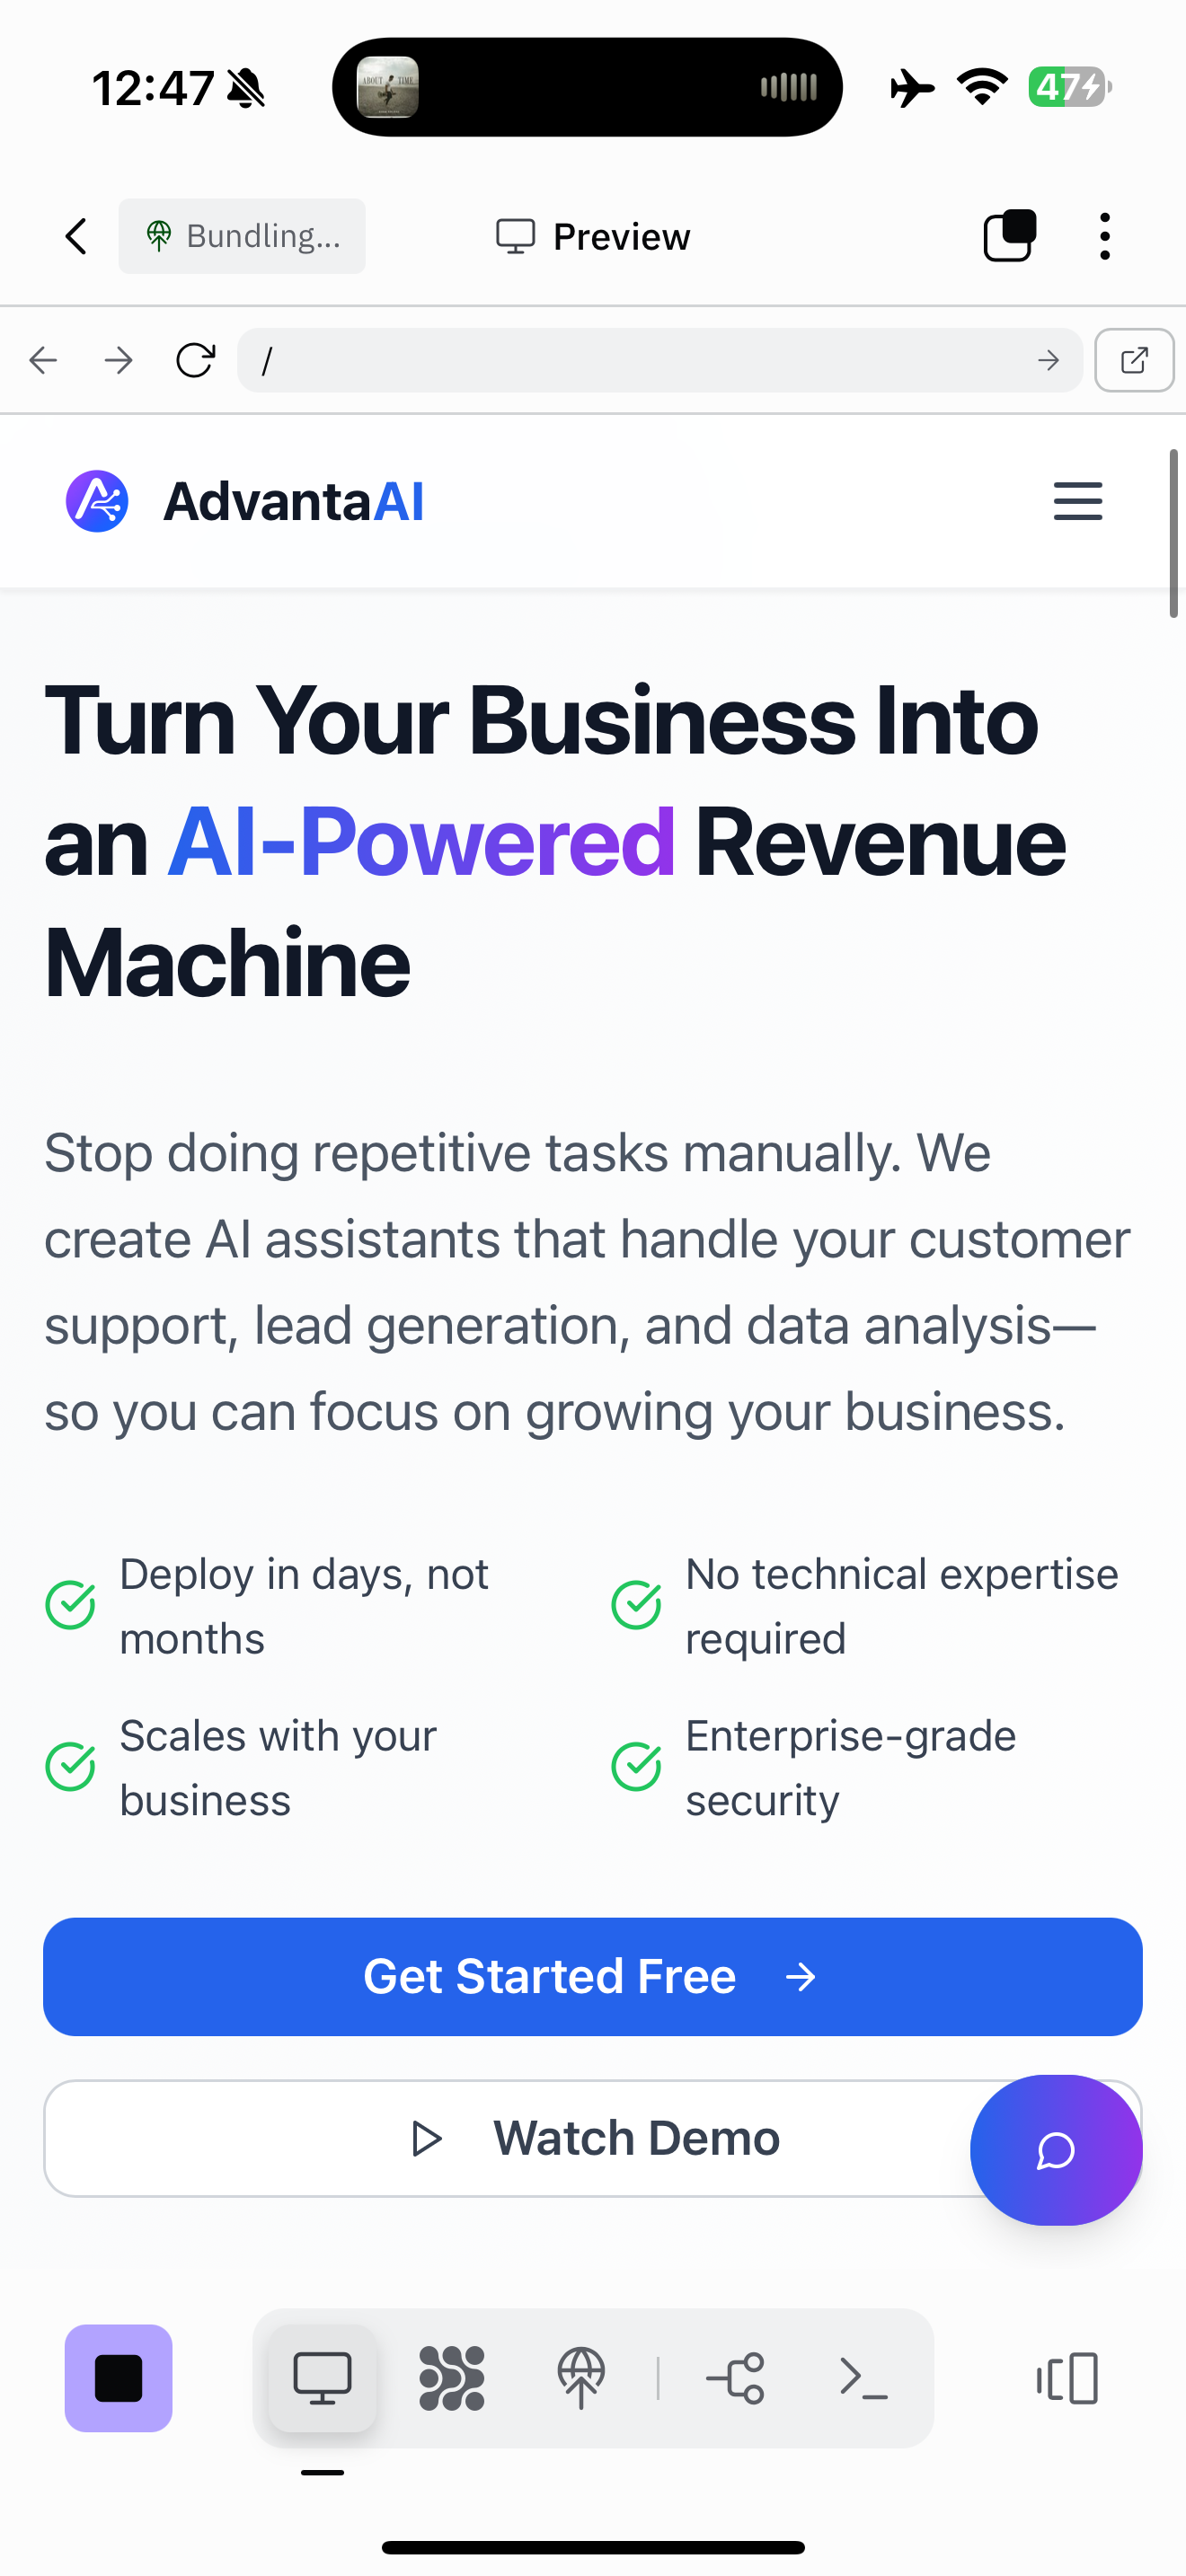 12:47
ABOUT TIME
47
Bundling...
Preview
/
AdvantaAI
Turn Your Business Into
an AI-Powered Revenue
Machine
Stop doing repetitive tasks manually. We
create AI assistants that handle your customer
support, lead generation, and data analysis—
so you can focus on growing your business.
Deploy in days, not
months
No technical expertise
required
Scales with your
business
Enterprise-grade
security
Get Started Free
Watch Demo